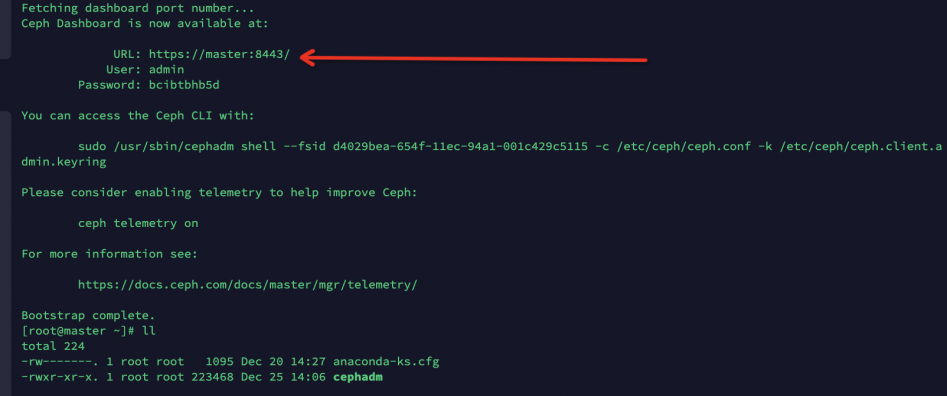 Fetching dashboard port number...
Ceph Dashboard is now available at:
URL: https://master:8443/
User: admin
Password: bcibtbhb5d
You can access the Ceph CLI with:
sudo /usr/sbin/cephadm shell --fsid d4029bea-654f-11ec-94a1-001c429c5115 -c /etc/ceph/ceph.conf -k /etc/ceph/ceph.client.a
dmin.keyring
Please consider enabling telemetry to help improve Ceph:
ceph telemetry on
For more information see:
https://docs.ceph.com/docs/master/mgr/telemetry/
Bootstrap complete.
[root@master ~]# ll
total 224
-rw-------. 1 root root   1095 Dec 20 14:27 anaconda-ks.cfg
-rwxr-xr-x. 1 root root 223468 Dec 25 14:06 cephadm